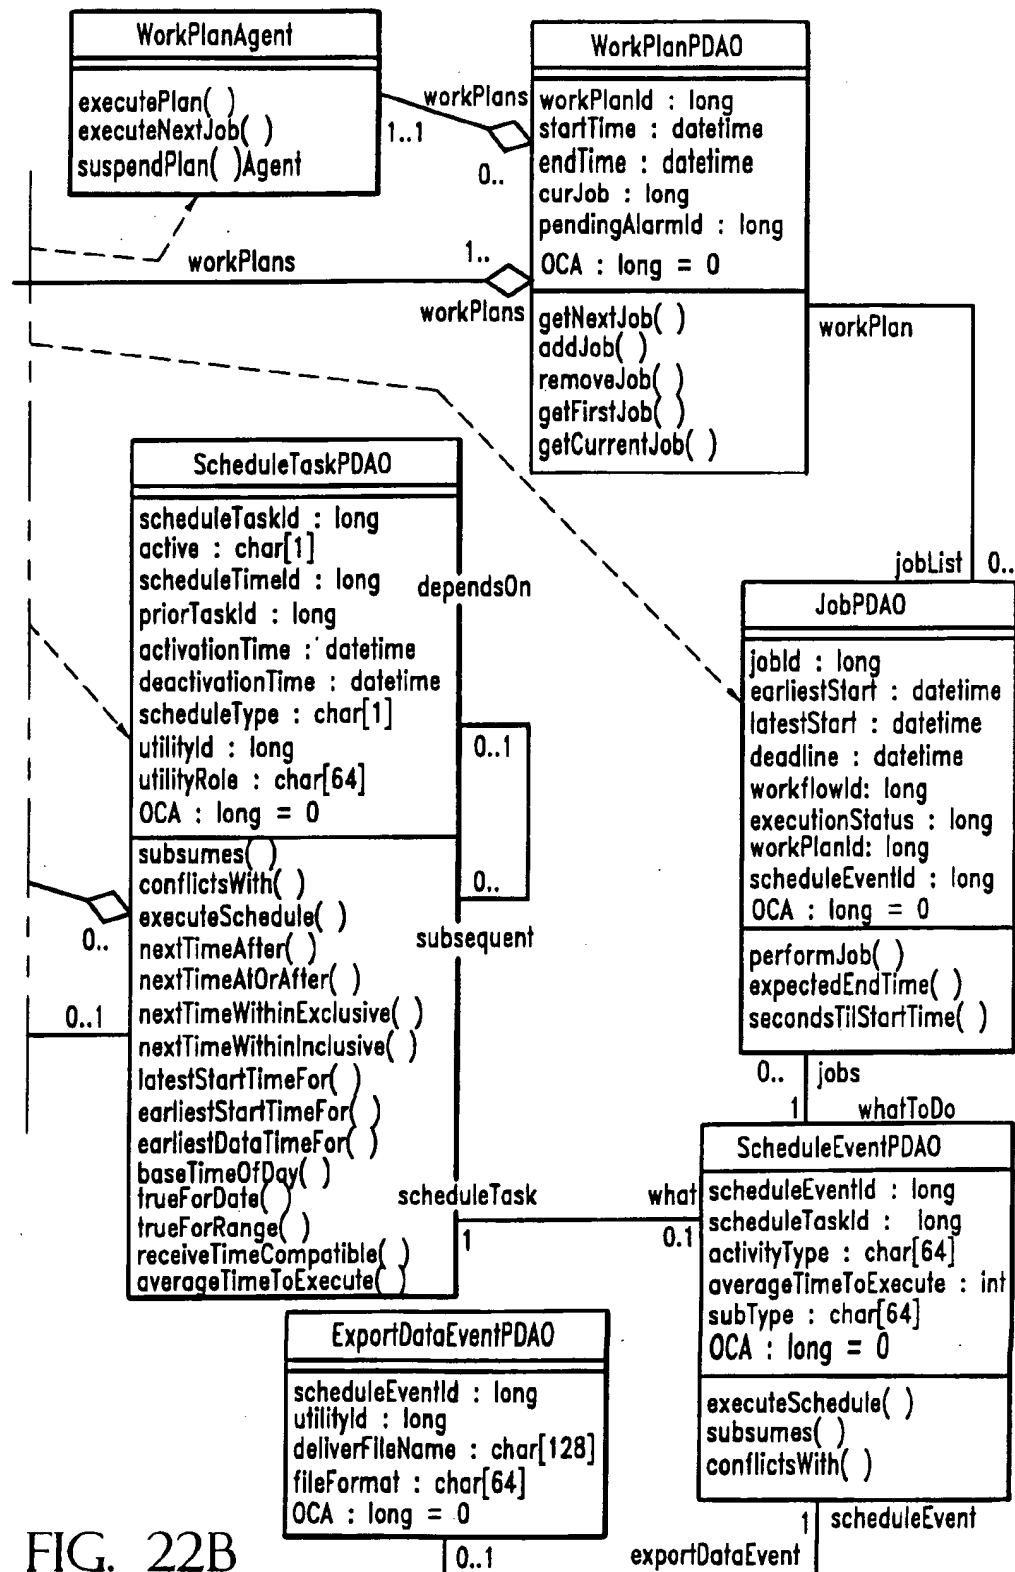 WorkPlanAgent
executePlan( )
executeNextJob( )
suspendPlan( )Agent
workPlans
1..1
0..
WorkPlanPDAO
workPlanId : long
startTime : datetime
endTime : datetime
curJob : long
pendingAlarmId : long
OCA : long = 0
getNextJob( )
addJob( )
removeJob( )
getFirstJob( )
getCurrentJob( )
workPlans
1..
workPlans
workPlan
jobList
0..
ScheduleTaskPDAO
scheduleTaskId : long
active : char[1]
scheduleTimeId : long
priorTaskId : long
activationTime : datetime
deactivationTime : datetime
scheduleType : char[1]
utilityId : long
utilityRole : char[64]
OCA : long = 0
subsumes( )
conflictsWith( )
executeSchedule( )
nextTimeAfter( )
nextTimeAtOrAfter( )
nextTimeWithinExclusive( )
nextTimeWithinInclusive( )
latestStartTimeFor( )
earliestStartTimeFor( )
earliestDataTimeFor( )
baseTimeOfDay( )
trueForDate( )
trueForRange( )
receiveTimeCompatible( )
averageTimeToExecute( )
dependsOn
0..1
0..
subsequent
0..
0..1
JobPDAO
jobId : long
earliestStart : datetime
latestStart : datetime
deadline : datetime
workflowId: long
executionStatus : long
workPlanId: long
scheduleEventId : long
OCA : long = 0
performJob( )
expectedEndTime( )
secondsTilStartTime( )
0..
jobs
1
whatToDo
scheduleTask
1
what
0.1
ScheduleEventPDAO
scheduleEventId : long
scheduleTaskId : long
activityType : char[64]
averageTimeToExecute : int
subType : char[64]
OCA : long = 0
executeSchedule( )
subsumes( )
conflictsWith( )
ExportDataEventPDAO
scheduleEventId : long
utilityId : long
deliverFileName : char[128]
fileFormat : char[64]
OCA : long = 0
1
scheduleEvent
exportDataEvent
0..1
FIG. 22B